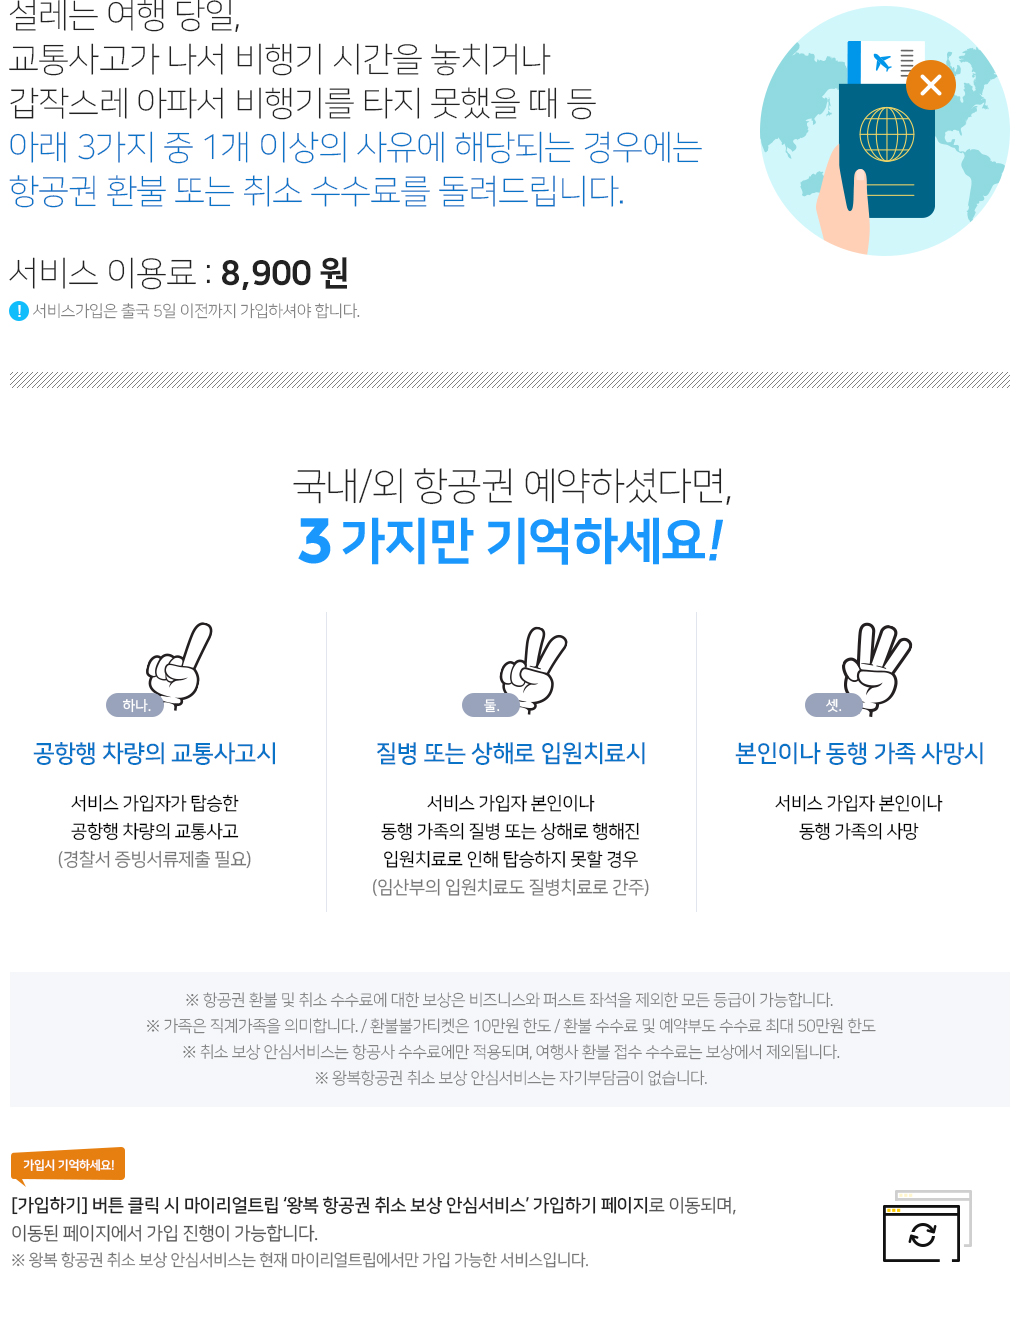 설레는 여행 당일,
교통사고가 나서 비행기 시간을 놓치거나
갑작스레 아파서 비행기를 타지 못했을 때 등
아래 3가지 중 1개 이상의 사유에 해당되는 경우에는
항공권 환불 또는 취소 수수료를 돌려드립니다.
서비스 이용료 : 8,900 원
! 서비스가입은 출국 5일 이전까지 가입하셔야 합니다.
국내/외 항공권 예약하셨다면,
3 가지만 기억하세요!
하나.
공항행 차량의 교통사고시
서비스 가입자가 탑승한
공항행 차량의 교통사고
(경찰서 증빙서류제출 필요)
둘.
질병 또는 상해로 입원치료시
서비스 가입자 본인이나
동행 가족의 질병 또는 상해로 행해진
입원치료로 인해 탑승하지 못할 경우
(임산부의 입원치료도 질병치료로 간주)
셋.
본인이나 동행 가족 사망시
서비스 가입자 본인이나
동행 가족의 사망
※ 항공권 환불 및 취소 수수료에 대한 보상은 비즈니스와 퍼스트 좌석을 제외한 모든 등급이 가능합니다.
※ 가족은 직계가족을 의미합니다. / 환불불가티켓은 10만원 한도 / 환불 수수료 및 예약부도 수수료 최대 50만원 한도
※ 취소 보상 안심서비스는 항공사 수수료에만 적용되며, 여행사 환불 접수 수수료는 보상에서 제외됩니다.
※ 왕복항공권 취소 보상 안심서비스는 자기부담금이 없습니다.
가입시 기억하세요!
[가입하기] 버튼 클릭 시 마이리얼트립 ‘왕복 항공권 취소 보상 안심서비스’ 가입하기 페이지로 이동되며,
이동된 페이지에서 가입 진행이 가능합니다.
※ 왕복 항공권 취소 보상 안심서비스는 현재 마이리얼트립에서만 가입 가능한 서비스입니다.